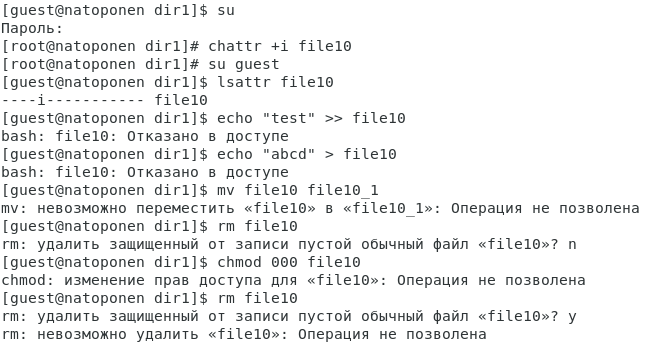 [guest@natoponen dir1]$ su
Пароль:
[root@natoponen dir1]# chattr +i file10
[root@natoponen dir1]# su guest
[guest@natoponen dir1]$ lsattr file10
----i----------- file10
[guest@natoponen dir1]$ echo "test" >> file10
bash: file10: Отказано в доступе
[guest@natoponen dir1]$ echo "abcd" > file10
bash: file10: Отказано в доступе
[guest@natoponen dir1]$ mv file10 file10_1
mv: невозможно переместить «file10» в «file10_1»: Операция не позволена
[guest@natoponen dir1]$ rm file10
rm: удалить защищенный от записи пустой обычный файл «file10»? n
[guest@natoponen dir1]$ chmod 000 file10
chmod: изменение прав доступа для «file10»: Операция не позволена
[guest@natoponen dir1]$ rm file10
rm: удалить защищенный от записи пустой обычный файл «file10»? y
rm: невозможно удалить «file10»: Операция не позволена